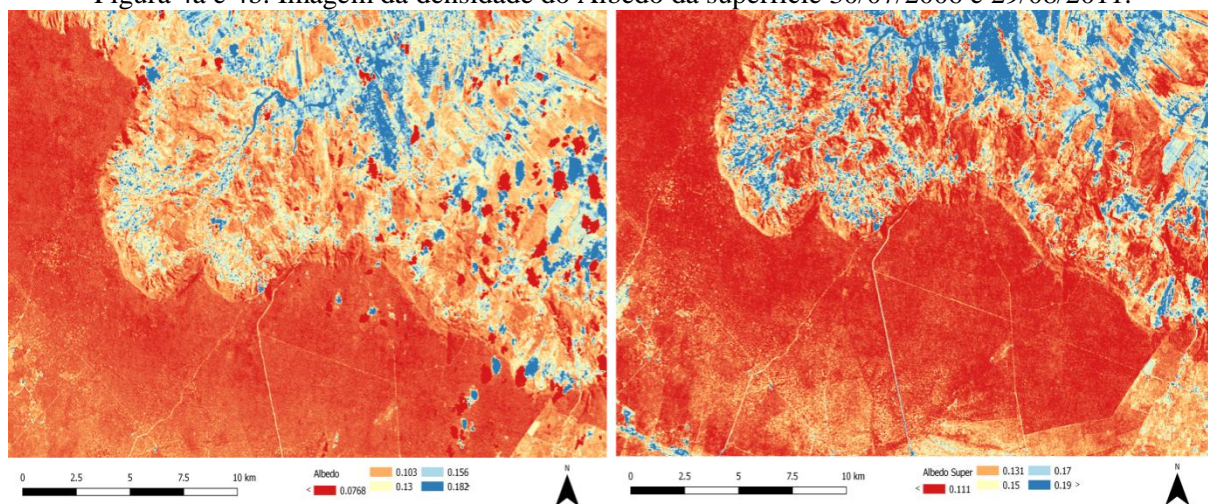 Figura 4a e 4b: Imagem da densidade do Albedo da superfície 30/07/2006 e 29/08/2011.
0 2.5 5 7.5 10 km
Albedo
< 0.0768
0.103 0.156
0.13 0.182>
N
0 2.5 5 7.5 10 km
Albedo Super
< 0.111
0.131 0.17
0.15 0.19 >
N